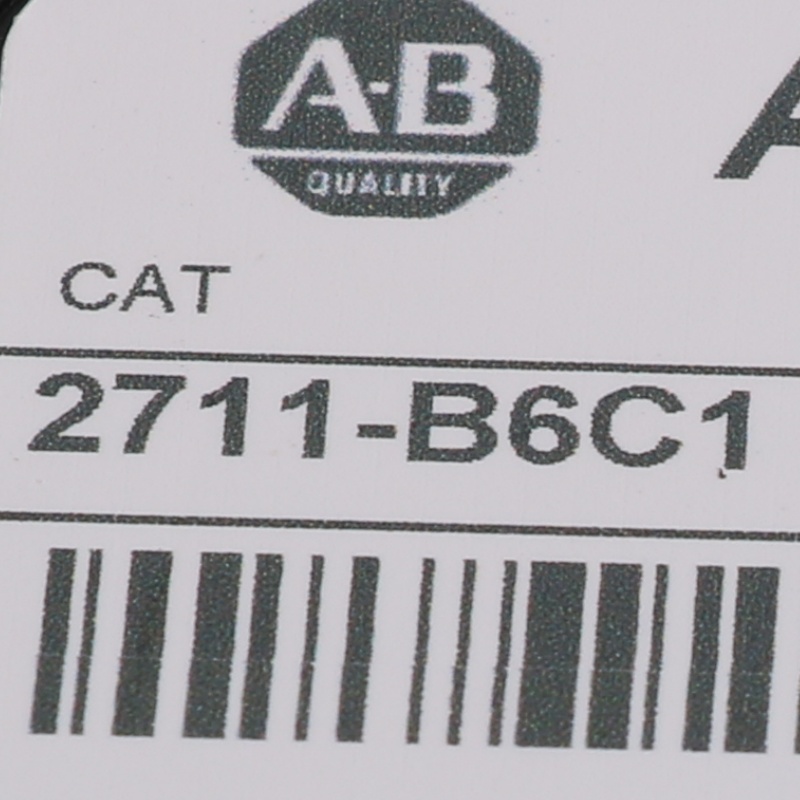 A-B
QUALITY
CAT
2711-B6C1